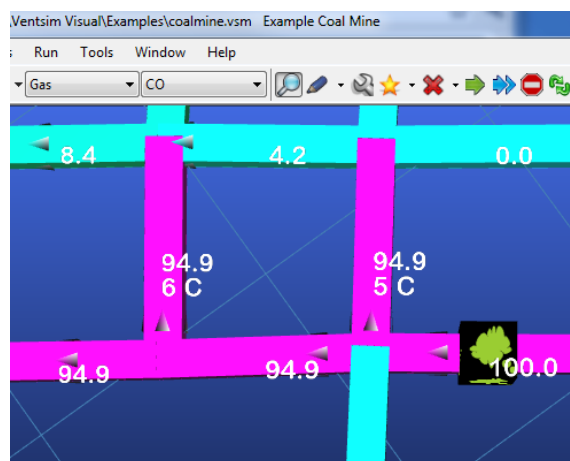 \Ventsim Visual\Examples\coalmine.vsm Example Coal Mine
Run Tools Window Help
Gas CO
8.4 4.2 0.0
94.9 94.9
6 C 5 C
94.9 94.9 100.0